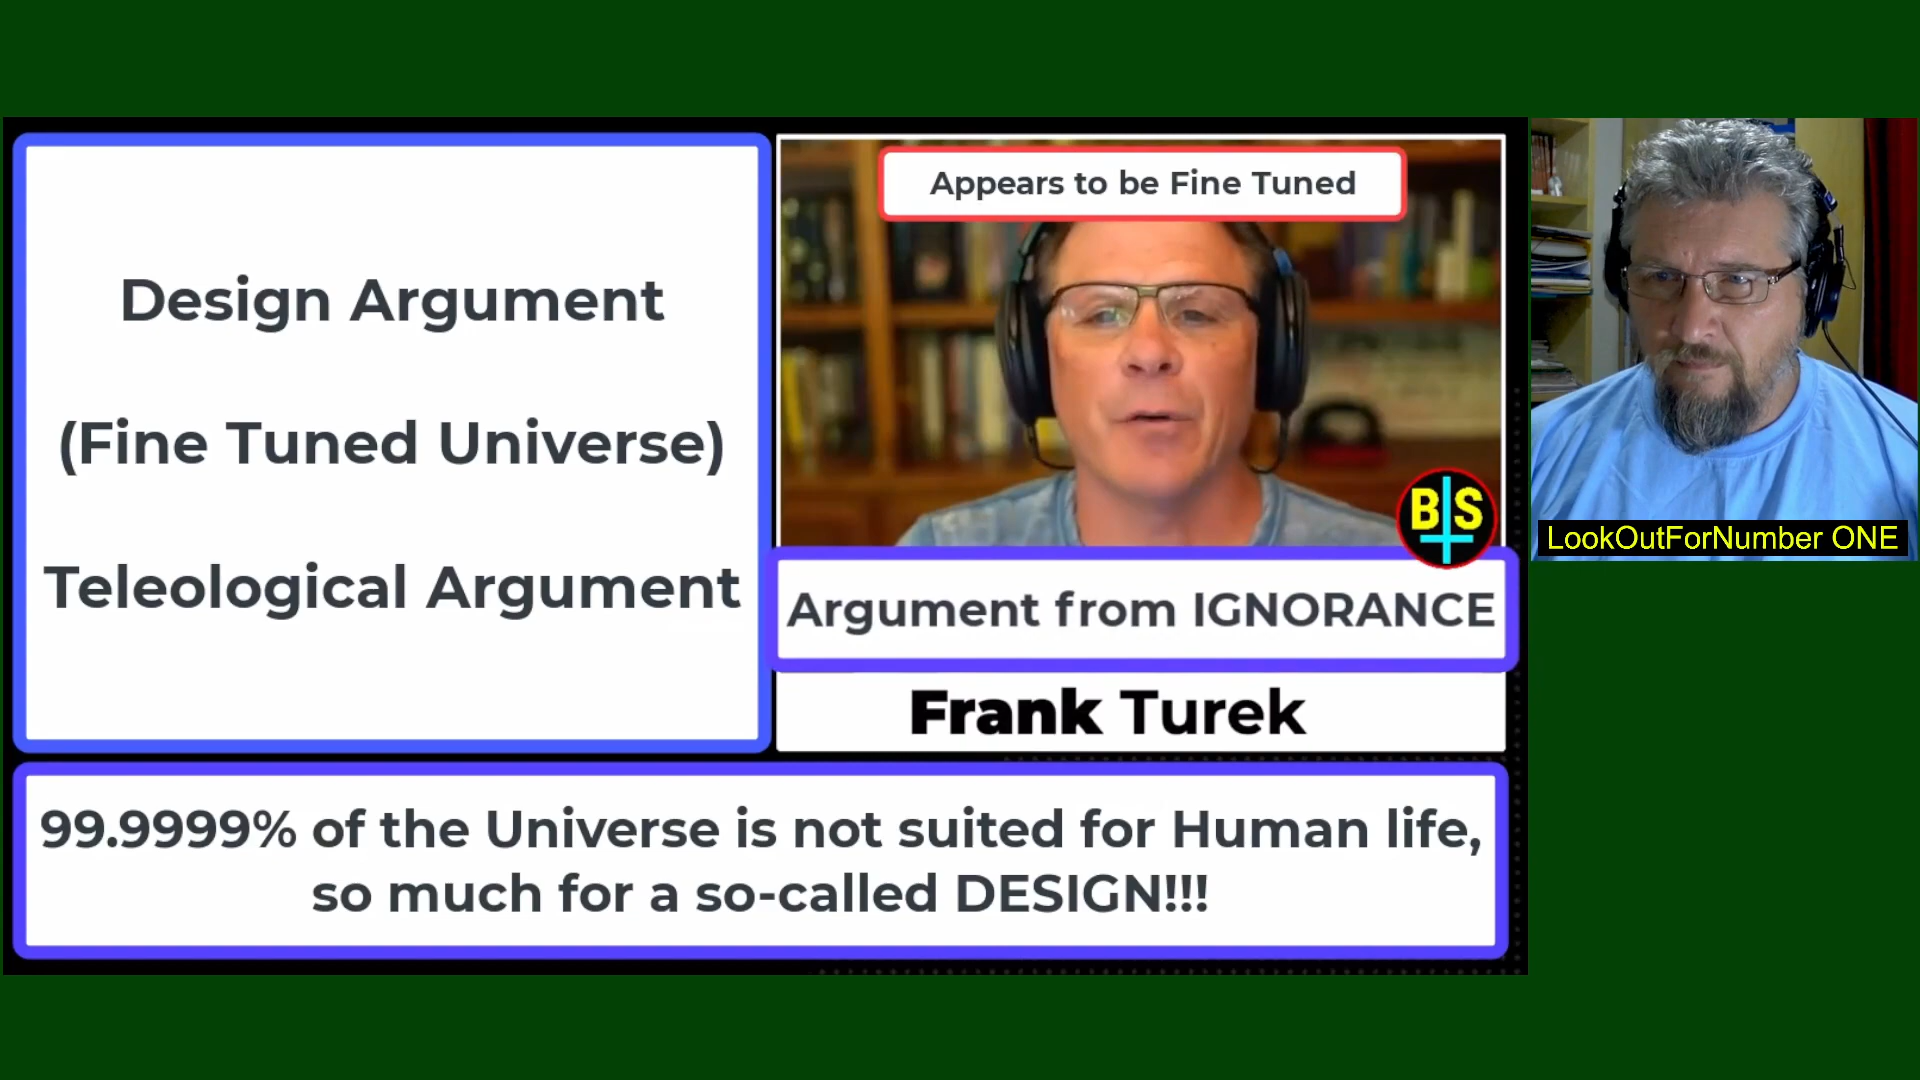 Design Argument
(Fine Tuned Universe)
Teleological Argument
Appears to be Fine Tuned
B S
Argument from IGNORANCE
Frank Turek
99.9999% of the Universe is not suited for Human life,
so much for a so-called DESIGN!!!
LookOutForNumber ONE